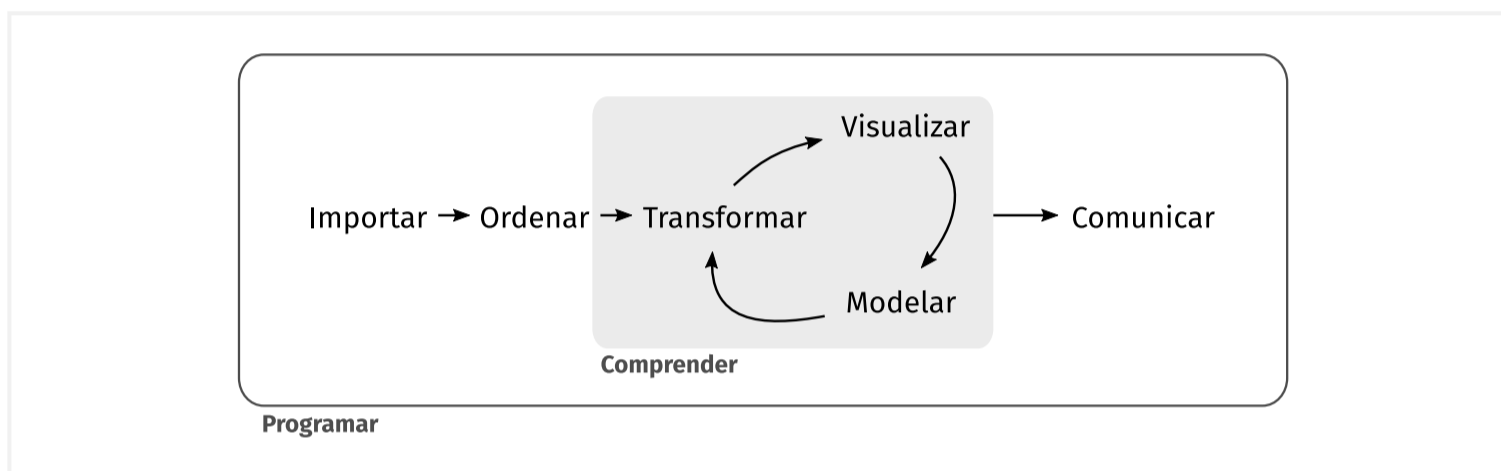 Visualizar
Importar Ordenar Transformar Comunicar
Modelar
Comprender
Programar